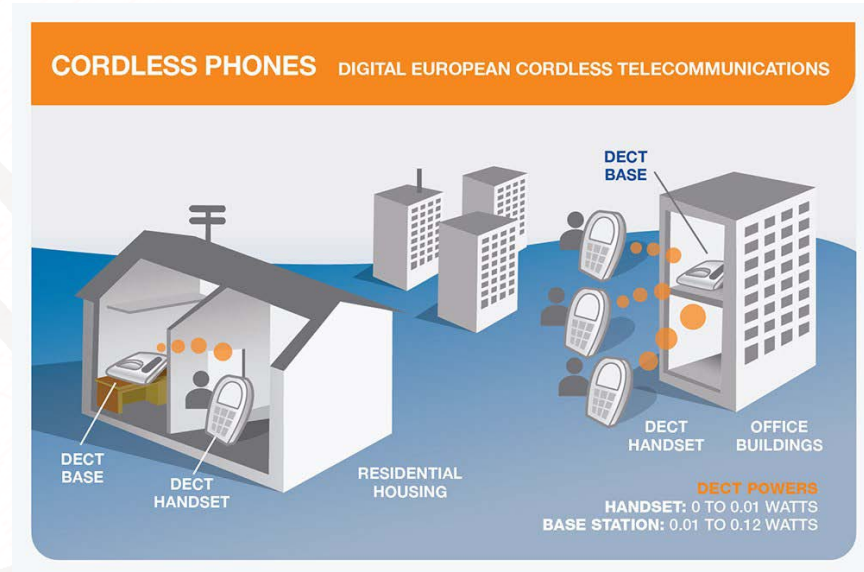 CORDLESS PHONES DIGITAL EUROPEAN CORDLESS TELECOMMUNICATIONS
DECT
BASE
DECT
BASE
DECT
HANDSET
RESIDENTIAL
HOUSING
DECT
HANDSET
OFFICE
BUILDINGS
DECT POWERS
HANDSET: 0 TO 0.01 WATTS
BASE STATION: 0.01 TO 0.12 WATTS